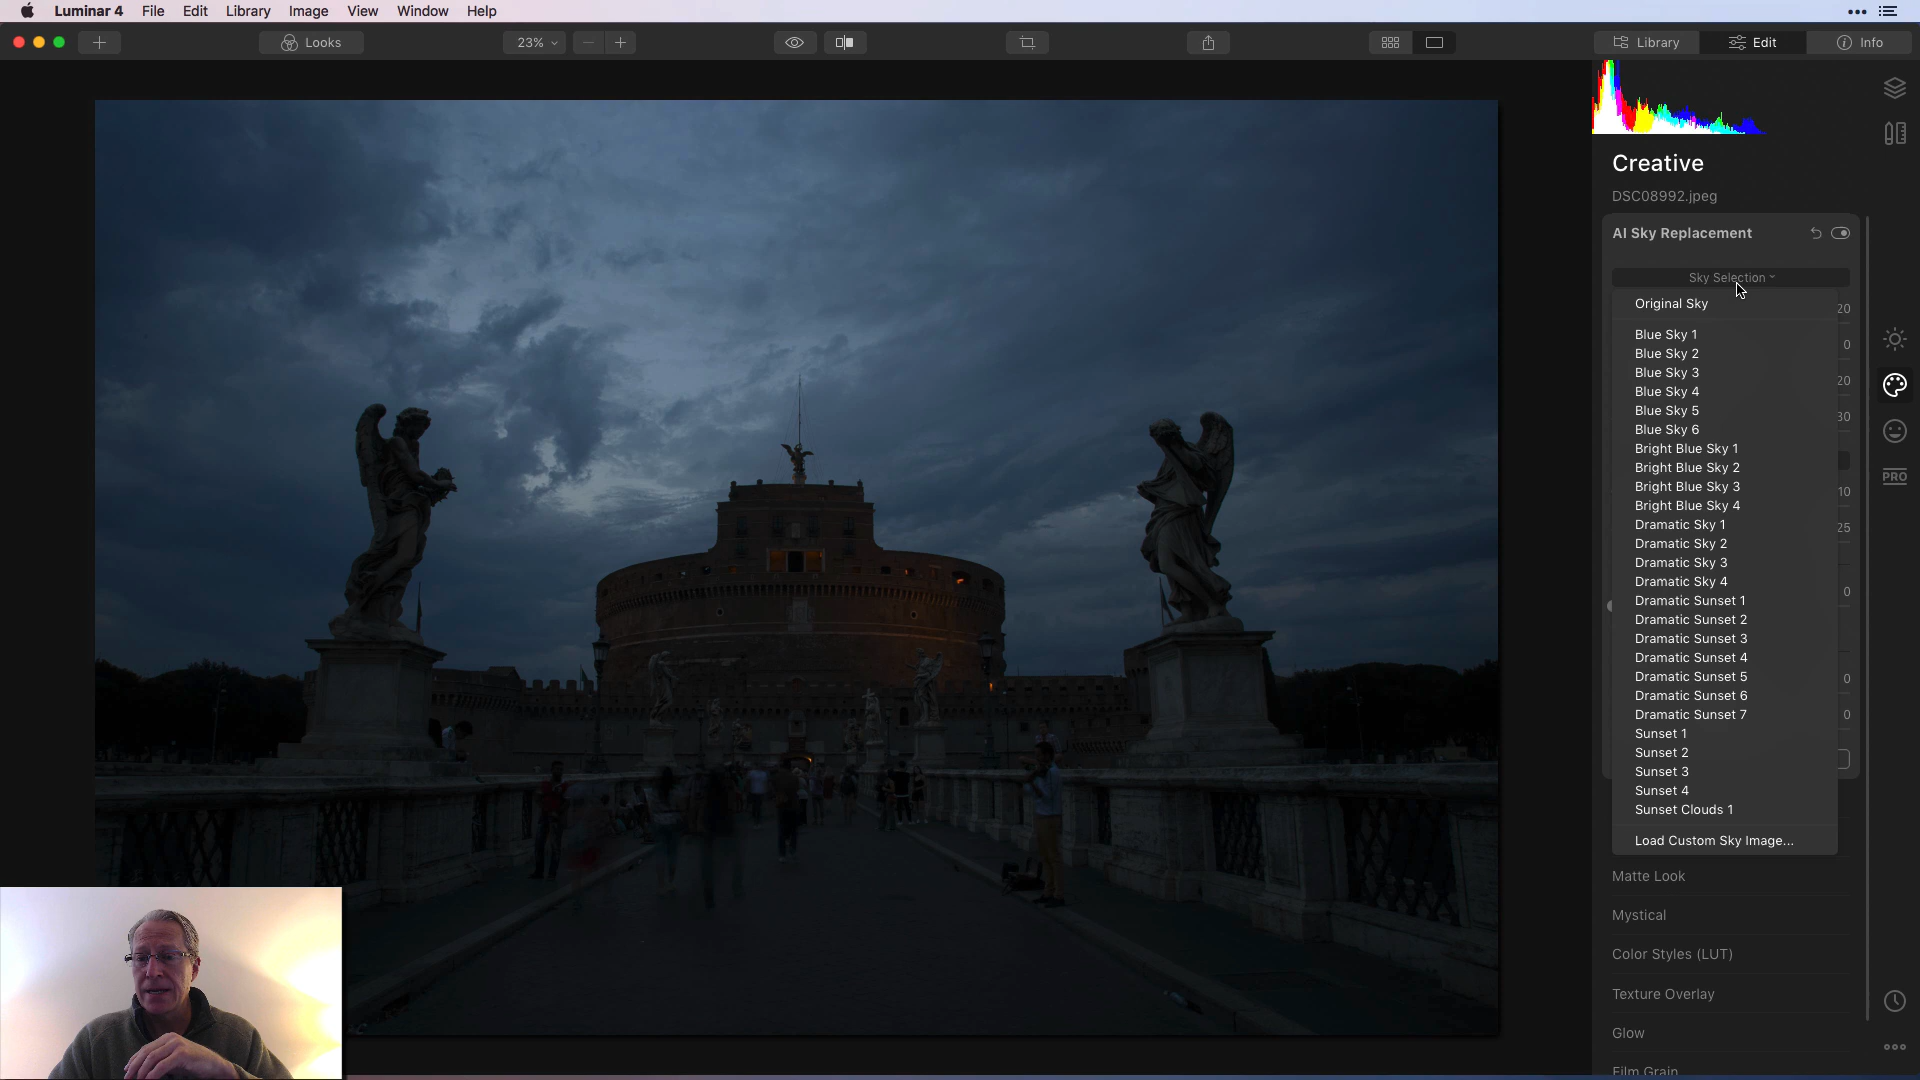 Luminar 4 File Edit Library Image View Window Help
Looks 23% Library Edit Info
Creative
DSC08992.jpeg
AI Sky Replacement
Sky Selection
Original Sky
20
Blue Sky 1
0
Blue Sky 2
Blue Sky 3
20
Blue Sky 4
Blue Sky 5
30
Blue Sky 6
Bright Blue Sky 1
Bright Blue Sky 2
Bright Blue Sky 3
10
Bright Blue Sky 4
Dramatic Sky 1
25
Dramatic Sky 2
Dramatic Sky 3
Dramatic Sky 4
0
Dramatic Sunset 1
Dramatic Sunset 2
Dramatic Sunset 3
Dramatic Sunset 4
Dramatic Sunset 5
0
Dramatic Sunset 6
Dramatic Sunset 7
0
Sunset 1
Sunset 2
Sunset 3
Sunset 4
Sunset Clouds 1
Load Custom Sky Image...
Matte Look
Mystical
Color Styles (LUT)
Texture Overlay
Glow
Film Grain
PRO